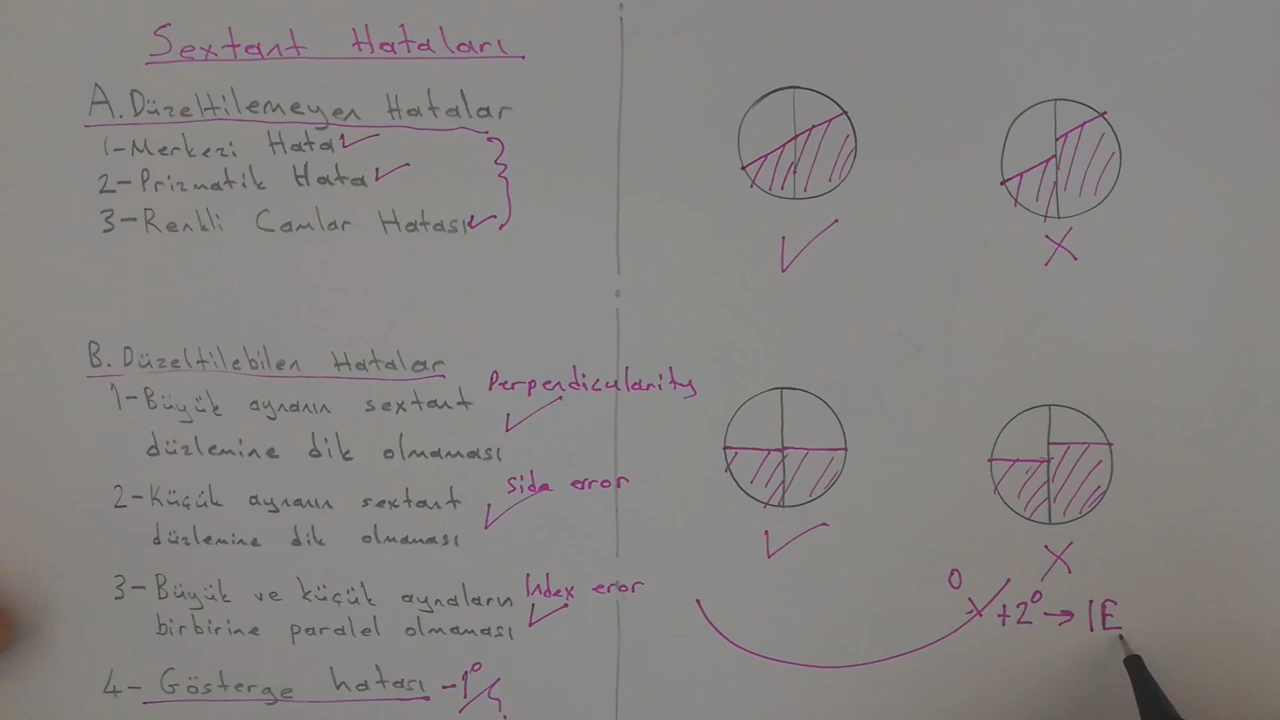 Sextant Hataları
A. Düzeltilemeyen Hatalar
1-Merkezi Hata
2-Prizmatik Hata
3-Renkli Camlar Hatası
B. Düzeltilebilen Hatalar
1-Büyük aynanın sextant
düzlemine dik olmaması
Perpendicularity
2-Küçük aynanın sextant
düzlemine dik olmaması
Side error
3-Büyük ve küçük aynaların
birbirine paralel olmaması
Index eror
4-Gösterge hatası -1°
0
+2° → IE